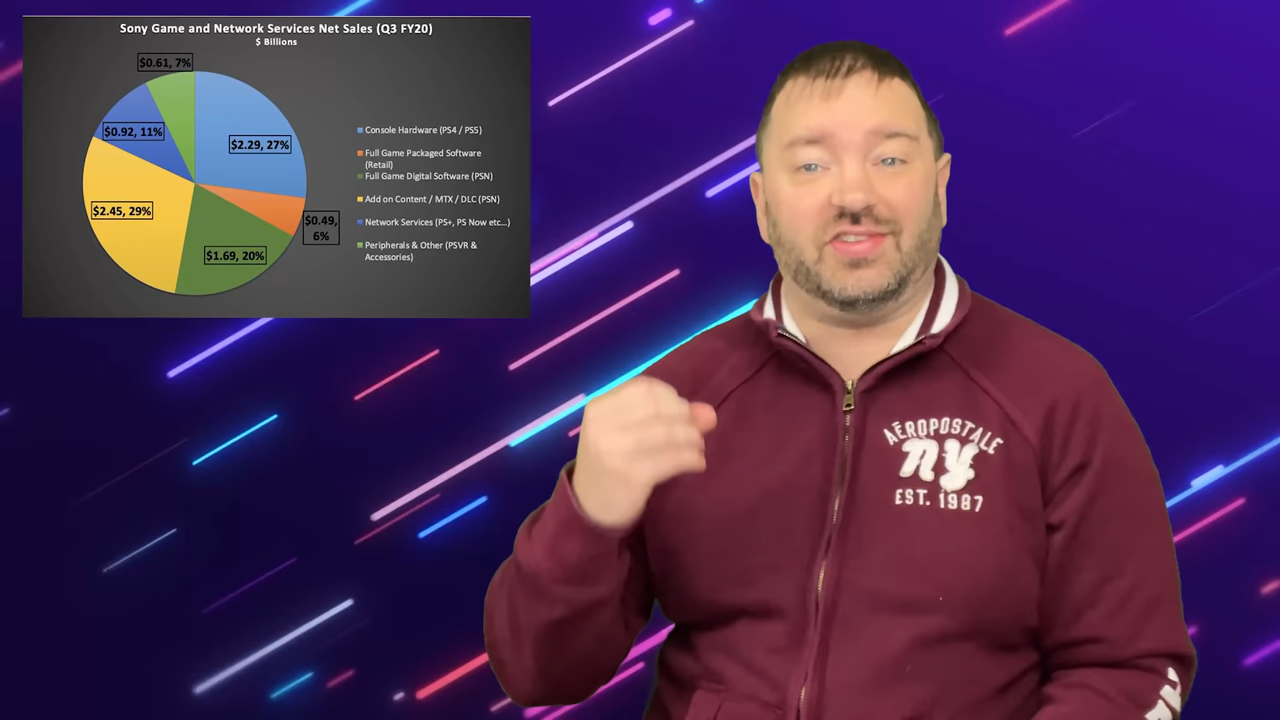 Sony Game and Network Services Net Sales (Q3 FY20)
$ Billions
$0.61, 7%
$0.92, 11%
$2.29, 27%
$2.45, 29%
$0.49,
6%
$1.69, 20%
Console Hardware (PS4 / PS5)
Full Game Packaged Software
(Retail)
Full Game Digital Software (PSN)
Add on Content / MTX / DLC (PSN)
Network Services (PS+, PS Now etc...)
Peripherals & Other (PSVR &
Accessories)
AEROPOSTALE
ny
EST. 1987